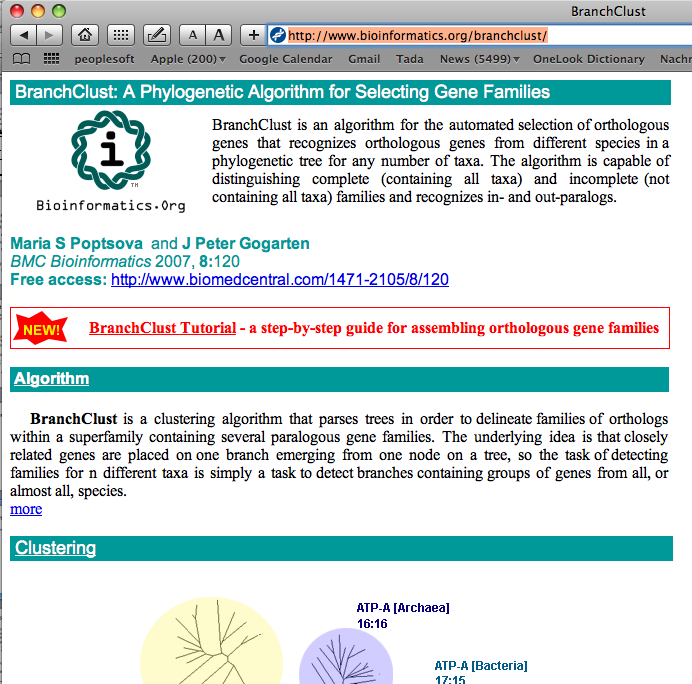 BranchClust
A A + http://www.bioinformatics.org/branchclust/
peoplesoft Apple (200)▾ Google Calendar Gmail Tada News (5499)▾ OneLook Dictionary Nachr
BranchClust: A Phylogenetic Algorithm for Selecting Gene Families
BranchClust is an algorithm for the automated selection of orthologous
genes that recognizes orthologous genes from different species in a
phylogenetic tree for any number of taxa. The algorithm is capable of
distinguishing complete (containing all taxa) and incomplete (not
containing all taxa) families and recognizes in- and out-paralogs.
i
TM
Bioinformatics.Org
Maria S Poptsova and J Peter Gogarten
BMC Bioinformatics 2007, 8:120
Free access: http://www.biomedcentral.com/1471-2105/8/120
NEW! BranchClust Tutorial - a step-by-step guide for assembling orthologous gene families
Algorithm
BranchClust is a clustering algorithm that parses trees in order to delineate families of orthologs
within a superfamily containing several paralogous gene families. The underlying idea is that closely
related genes are placed on one branch emerging from one node on a tree, so the task of detecting
families for n different taxa is simply a task to detect branches containing groups of genes from all, or
almost all, species.
more
Clustering
ATP-A [Archaea]
16:16
ATP-A [Bacteria]
17:15